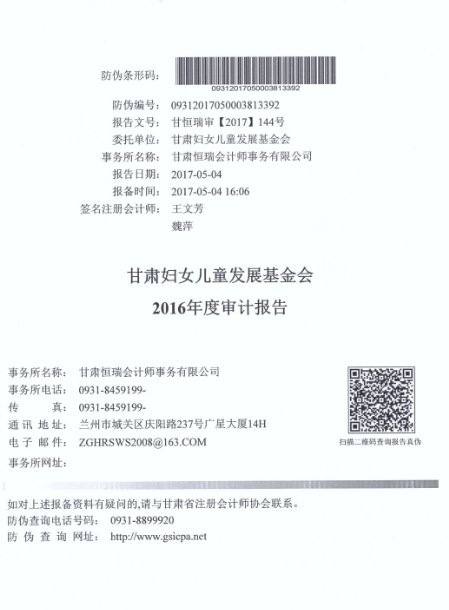 防伪条形码：
09312017050003813392
防伪编号： 09312017050003813392
报告文号： 甘恒瑞审【2017】144号
委托单位： 甘肃妇女儿童发展基金会
事务所名称： 甘肃恒瑞会计师事务有限公司
报告日期： 2017-05-04
报备时间： 2017-05-04 16:06
签名注册会计师： 王文芳
魏萍
甘肃妇女儿童发展基金会
2016年度审计报告
事务所名称： 甘肃恒瑞会计师事务有限公司
事务所电话： 0931-8459199-
传 真： 0931-8459199-
通 讯 地 址： 兰州市城关区庆阳路237号广星大厦14H
电 子 邮 件： ZGHRSWS2008@163.COM
事务所网址：
扫描二维码查询报告真伪
如对上述报备资料有疑问的,请与甘肃省注册会计师协会联系。
防伪查询电话号码： 0931-8899920
防 伪 查 询 网 址： http://www.gsicpa.net